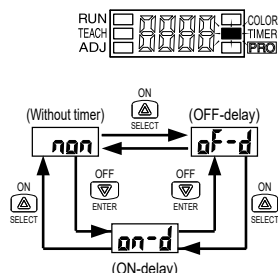 RUN
TEACH
ADJ
8888
COLOR
TIMER
PRO
ON
SELECT
(Without timer)
(OFF-delay)
non
oF-d
ON
SELECT
OFF
ENTER
OFF
ENTER
ON
SELECT
on-d
(ON-delay)